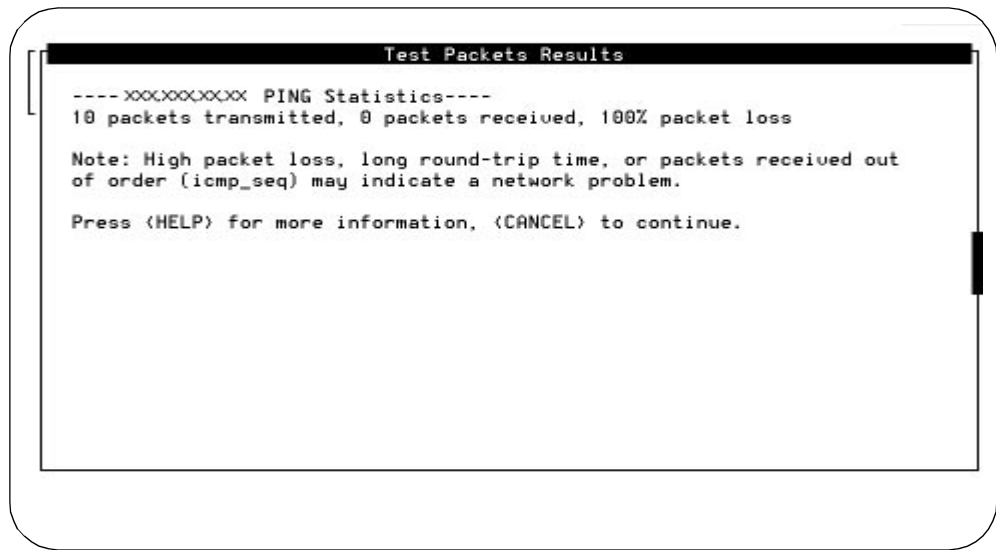 Test Packets Results
---- XXX.XXX.XX.XX PING Statistics----
10 packets transmitted, 0 packets received, 100% packet loss
Note: High packet loss, long round-trip time, or packets received out
of order (icmp_seq) may indicate a network problem.
Press <HELP> for more information, <CANCEL> to continue.